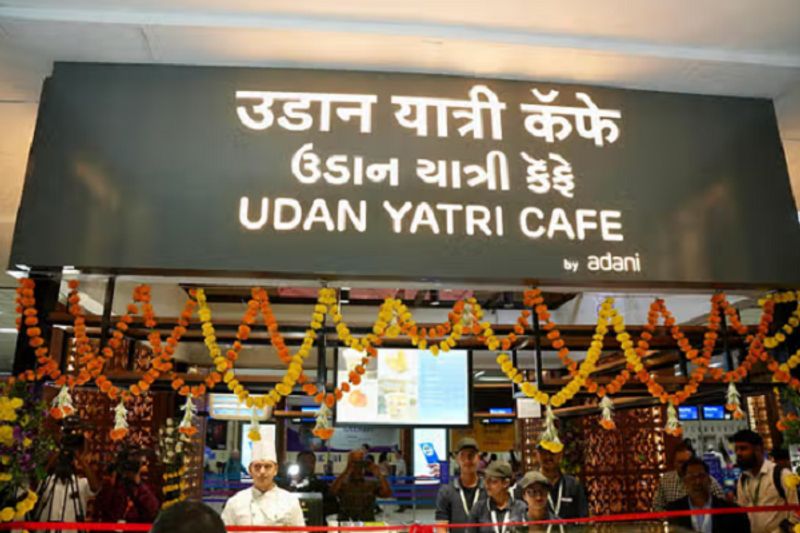 उडान यात्री कॅफे
ઉડાન યાત્રી કૅફે
UDAN YATRI CAFE
by adani